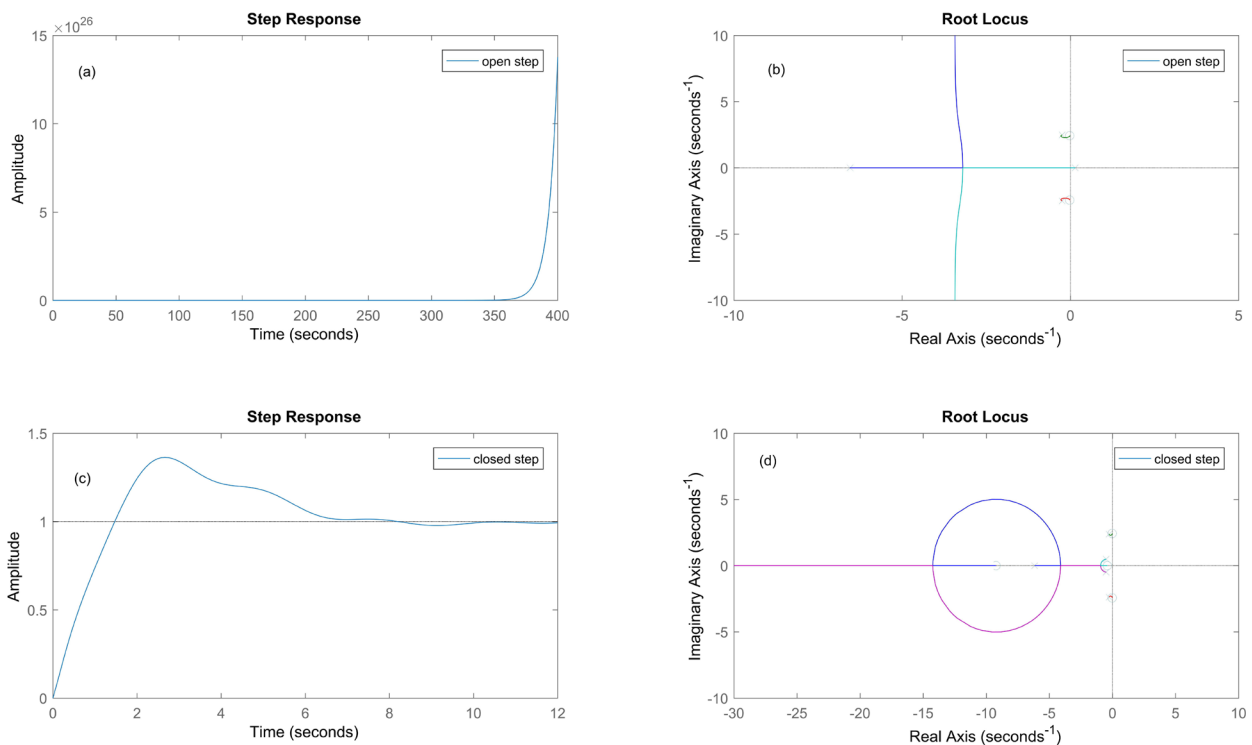 Step Response
×10^26
15
10
5
0
Amplitude
(a)
open step
0 50 100 150 200 250 300 350 400
Time (seconds)
Root Locus
10
5
0
-5
-10
Imaginary Axis (seconds^-1)
(b)
open step
-10 -5 0 5
Real Axis (seconds^-1)
Step Response
1.5
1
0.5
0
Amplitude
(c)
closed step
0 2 4 6 8 10 12
Time (seconds)
Root Locus
10
5
0
-5
-10
Imaginary Axis (seconds^-1)
(d)
closed step
-30 -25 -20 -15 -10 -5 0 5 10
Real Axis (seconds^-1)